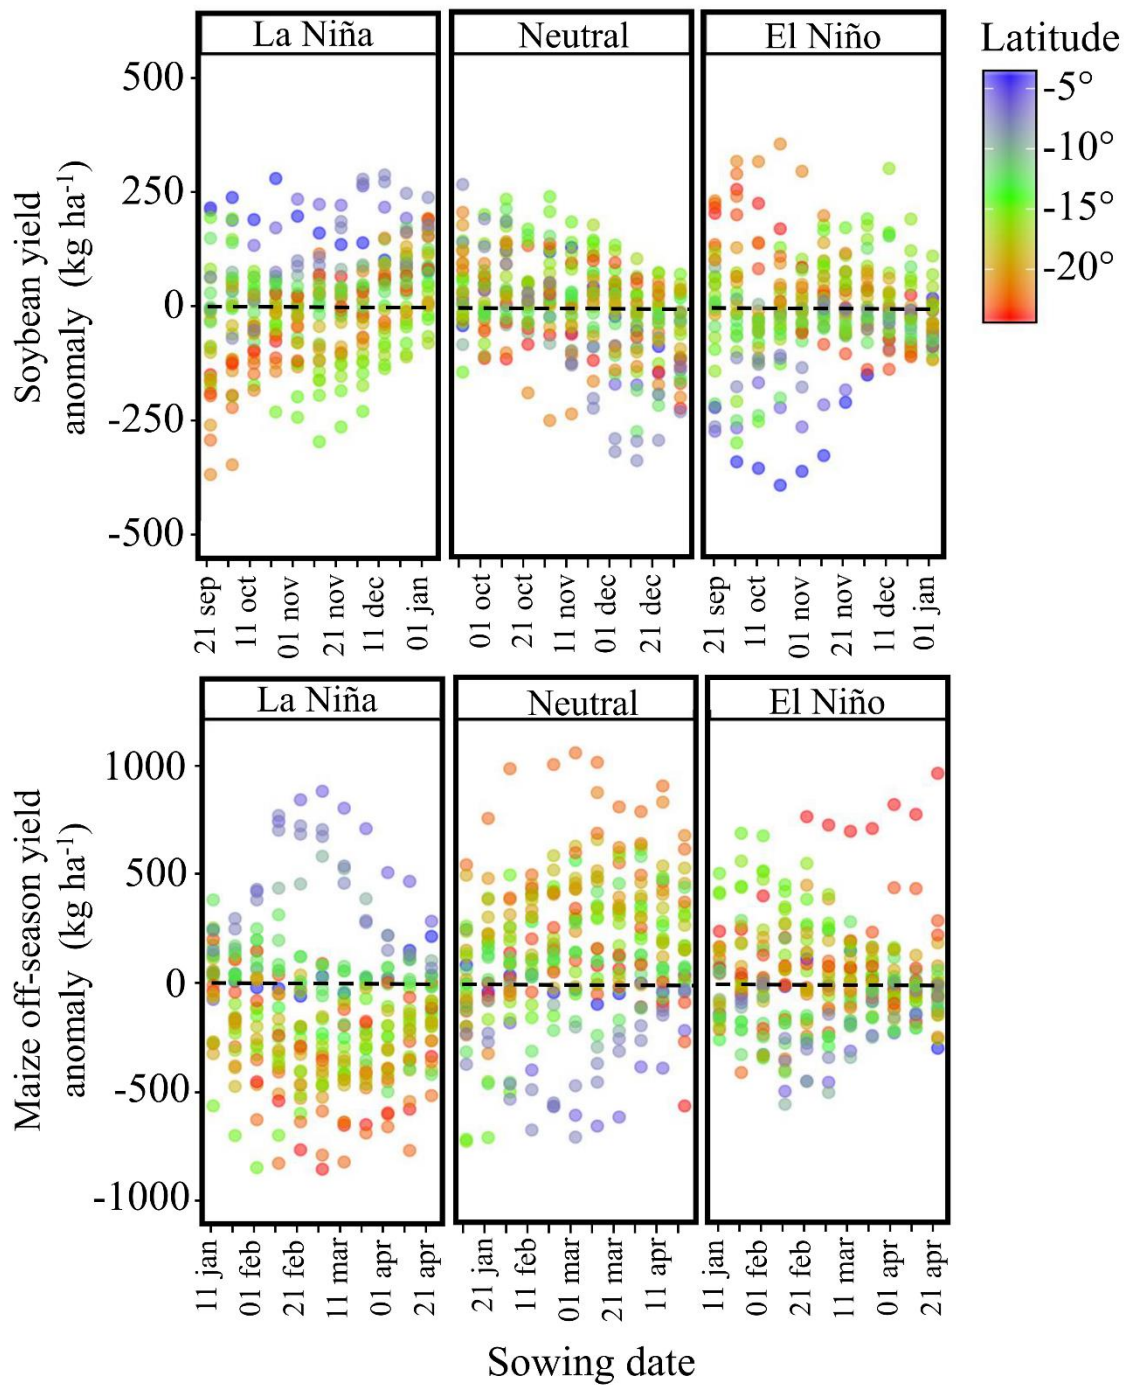 La Niña
Neutral
El Niño
Latitude
-5°
-10°
-15°
-20°
Soybean yield
anomaly (kg ha⁻¹)
500
250
0
-250
-500
21 sep
11 oct
01 nov
21 nov
11 dec
01 jan
01 oct
21 oct
11 nov
01 dec
21 dec
21 sep
11 oct
01 nov
21 nov
11 dec
01 jan
La Niña
Neutral
El Niño
Maize off-season yield
anomaly (kg ha⁻¹)
1000
500
0
-500
-1000
11 jan
01 feb
21 feb
11 mar
01 apr
21 apr
21 jan
11 feb
01 mar
21 mar
11 apr
11 jan
01 feb
21 feb
11 mar
01 apr
21 apr
Sowing date